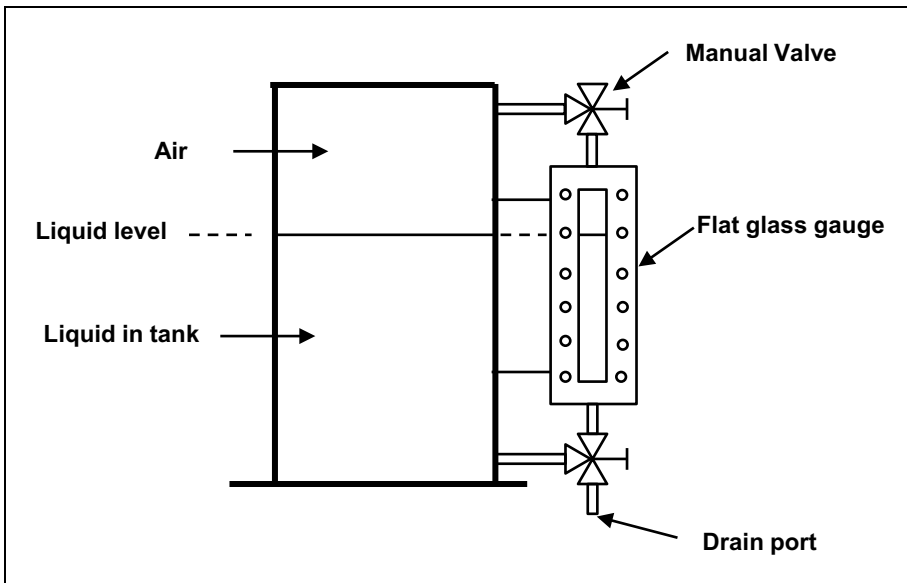 Manual Valve
Air
Liquid level
Flat glass gauge
Liquid in tank
Drain port